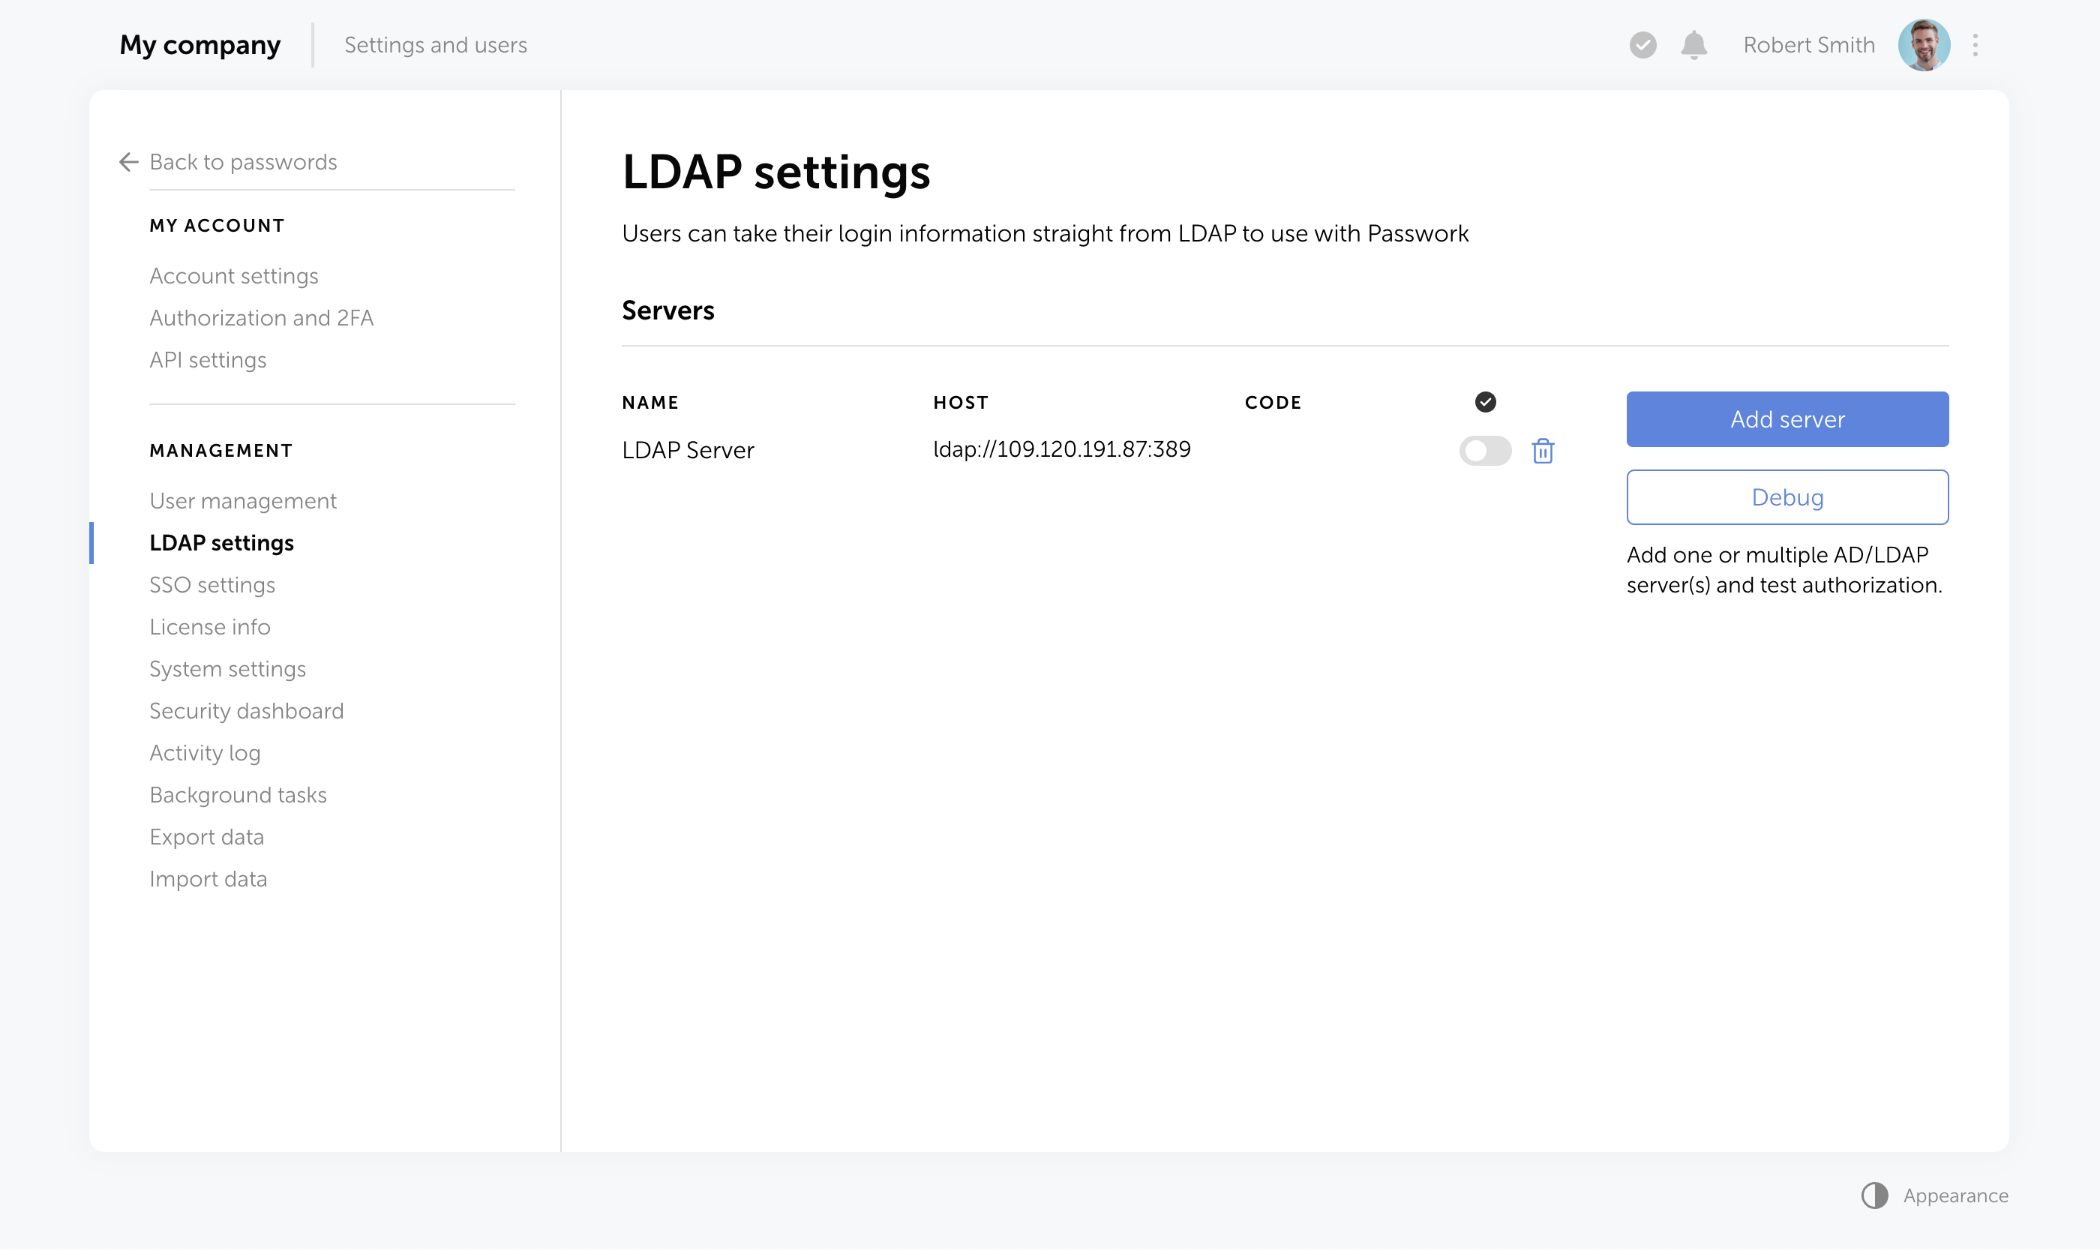 My company
Settings and users
Robert Smith
Back to passwords
MY ACCOUNT
Account settings
Authorization and 2FA
API settings
MANAGEMENT
User management
LDAP settings
SSO settings
License info
System settings
Security dashboard
Activity log
Background tasks
Export data
Import data
LDAP settings
Users can take their login information straight from LDAP to use with Passwork
Servers
NAME HOST CODE
LDAP Server ldap://109.120.191.87:389
Add server
Debug
Add one or multiple AD/LDAP
server(s) and test authorization.
Appearance